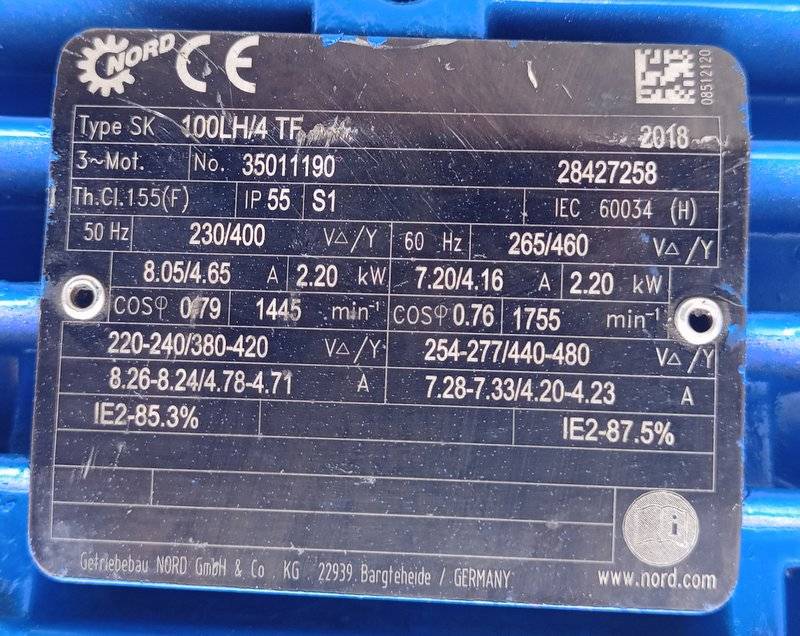 NORD CE
08512120
Type SK 100LH/4 TF 2018
3~Mot. No. 35011190 28427258
Th.Cl.155(F) IP 55 S1 IEC 60034 (H)
50 Hz 230/400 V△/Y 60 Hz 265/460 V△/Y
8.05/4.65 A 2.20 kW 7.20/4.16 A 2.20 kW
COSφ 0.79 1445 min⁻¹ COSφ 0.76 1755 min⁻¹
220-240/380-420 V△/Y 254-277/440-480 V△/Y
8.26-8.24/4.78-4.71 A 7.28-7.33/4.20-4.23 A
IE2-85.3% IE2-87.5%
i
Getriebebau NORD GmbH & Co KG 22939 Bargteheide / GERMANY www.nord.com